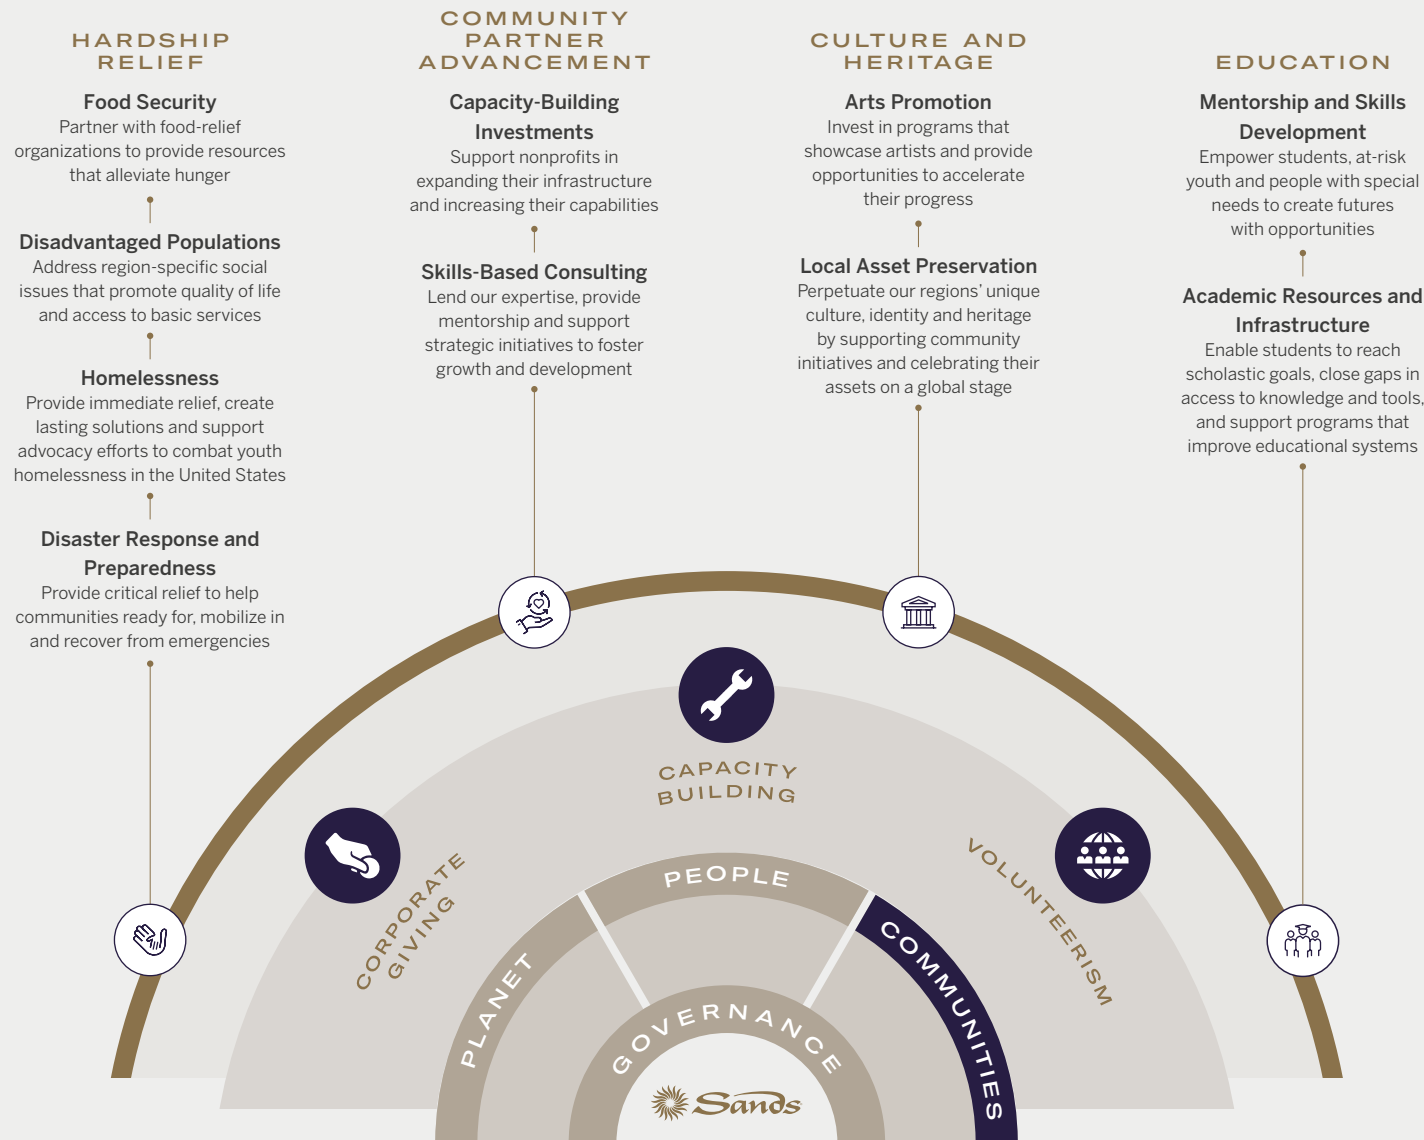 HARDSHIP
RELIEF
Food Security
Partner with food-relief
organizations to provide resources
that alleviate hunger
Disadvantaged Populations
Address region-specific social
issues that promote quality of life
and access to basic services
Homelessness
Provide immediate relief, create
lasting solutions and support
advocacy efforts to combat youth
homelessness in the United States
Disaster Response and
Preparedness
Provide critical relief to help
communities ready for, mobilize in
and recover from emergencies
COMMUNITY
PARTNER
ADVANCEMENT
Capacity-Building
Investments
Support nonprofits in
expanding their infrastructure
and increasing their capabilities
Skills-Based Consulting
Lend our expertise, provide
mentorship and support
strategic initiatives to foster
growth and development
CULTURE AND
HERITAGE
Arts Promotion
Invest in programs that
showcase artists and provide
opportunities to accelerate
their progress
Local Asset Preservation
Perpetuate our regions' unique
culture, identity and heritage
by supporting community
initiatives and celebrating their
assets on a global stage
EDUCATION
Mentorship and Skills
Development
Empower students, at-risk
youth and people with special
needs to create futures
with opportunities
Academic Resources and
Infrastructure
Enable students to reach
scholastic goals, close gaps in
access to knowledge and tools,
and support programs that
improve educational systems
CORPORATE
GIVING
CAPACITY
BUILDING
VOLUNTEERISM
PLANET
PEOPLE
COMMUNITIES
GOVERNANCE
Sands